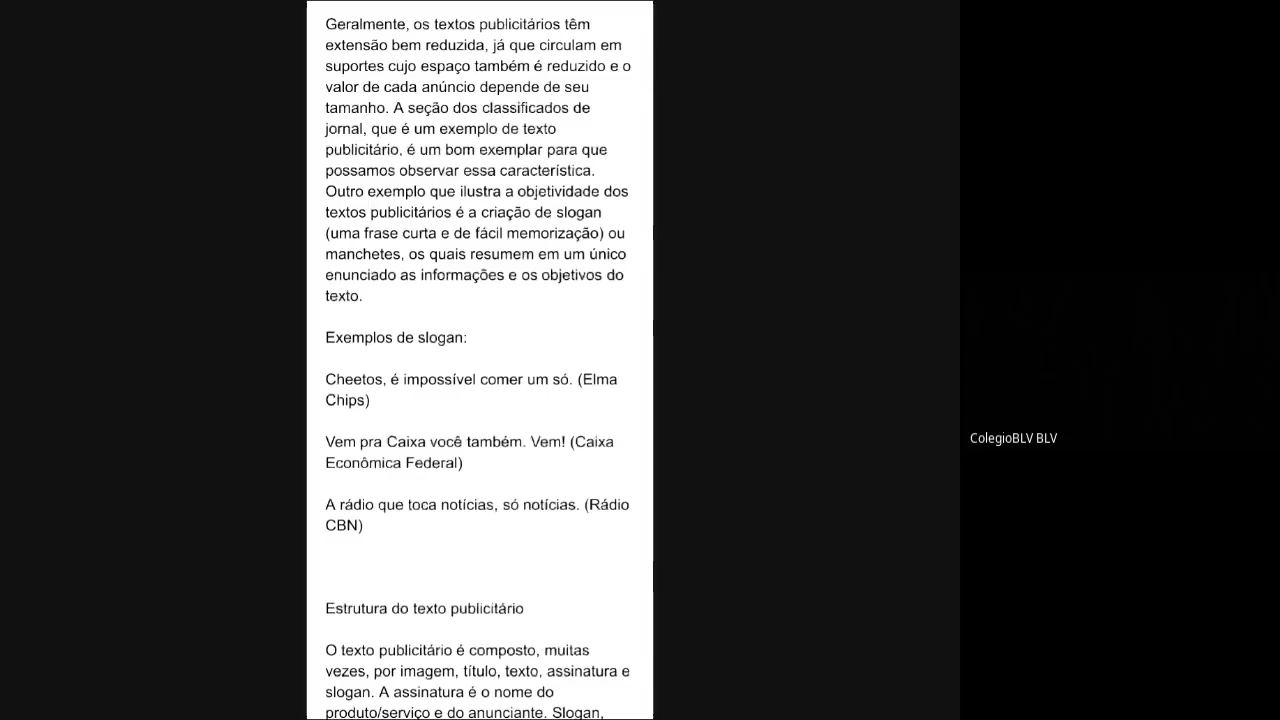 Geralmente, os textos publicitários têm
extensão bem reduzida, já que circulam em
suportes cujo espaço também é reduzido e o
valor de cada anúncio depende de seu
tamanho. A seção dos classificados de
jornal, que é um exemplo de texto
publicitário, é um bom exemplar para que
possamos observar essa característica.
Outro exemplo que ilustra a objetividade dos
textos publicitários é a criação de slogan
(uma frase curta e de fácil memorização) ou
manchetes, os quais resumem em um único
enunciado as informações e os objetivos do
texto.
Exemplos de slogan:
Cheetos, é impossível comer um só. (Elma
Chips)
Vem pra Caixa você também. Vem! (Caixa
Econômica Federal)
A rádio que toca notícias, só notícias. (Rádio
CBN)
Estrutura do texto publicitário
O texto publicitário é composto, muitas
vezes, por imagem, título, texto, assinatura e
slogan. A assinatura é o nome do
produto/serviço e do anunciante. Slogan,
ColegioBLV BLV